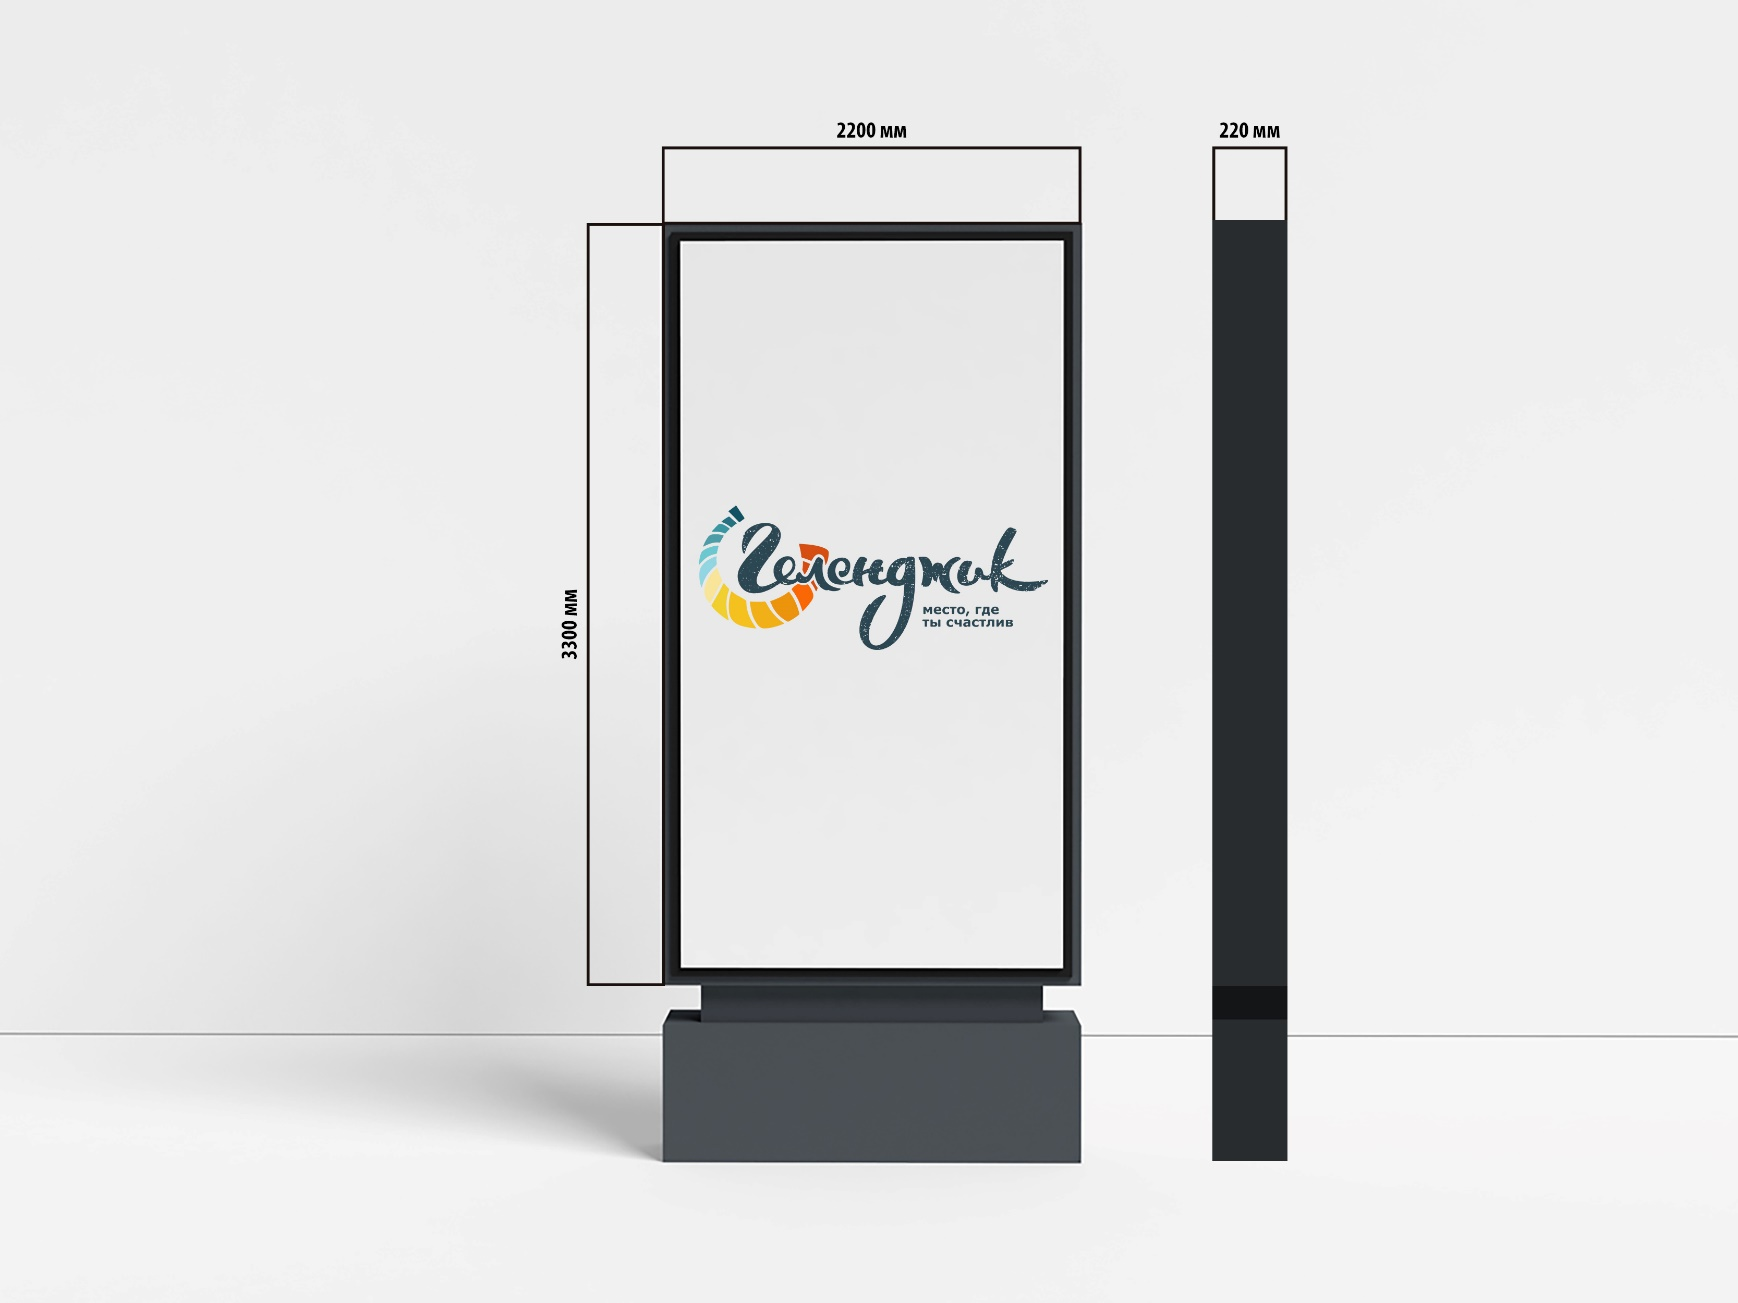 2200 мм
220 мм
3300 мм
Геленджик
место, где
ты счастлив